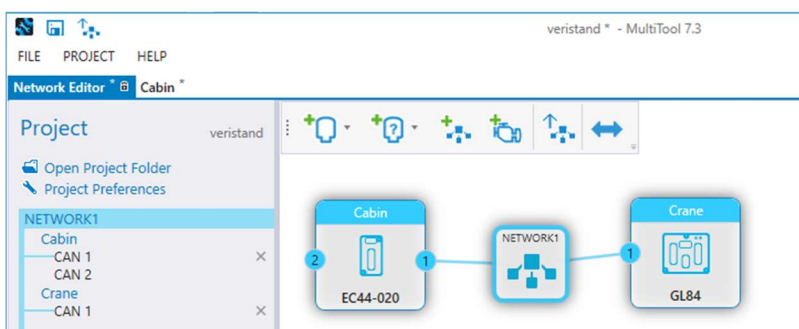 veristand * - MultiTool 7.3
FILE PROJECT HELP
Network Editor * Cabin *
Project veristand
Open Project Folder
Project Preferences
NETWORK1
Cabin
CAN 1 ×
CAN 2
Crane
CAN 1 ×
Cabin
2 1
EC44-020
NETWORK1
Crane
1
GL84